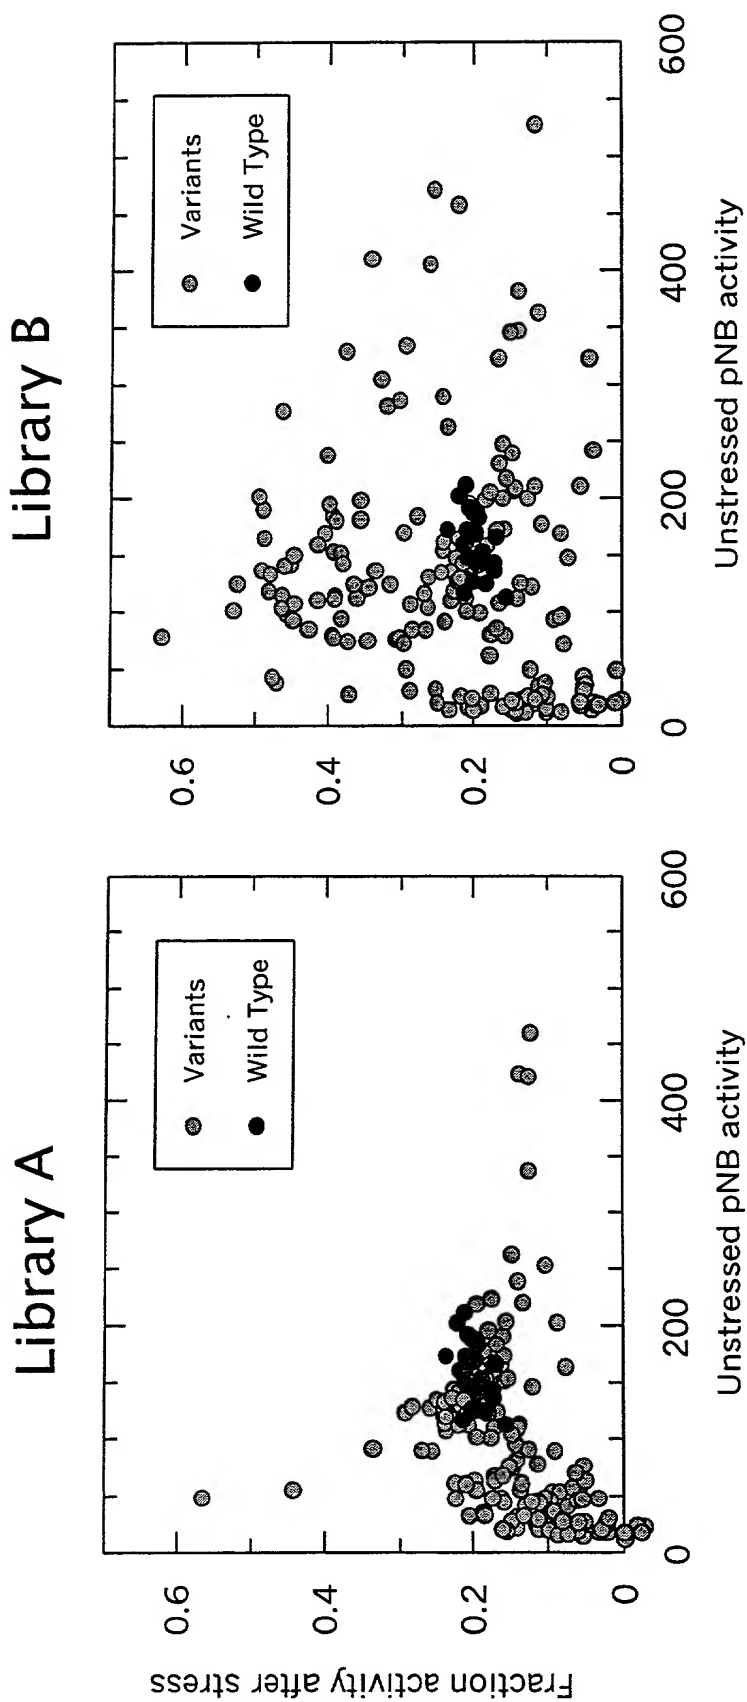 Library A
Variants
Wild Type
Fraction activity after stress
0.6
0.4
0.2
0
0
200
400
600
Unstressed pNB activity
Library B
Variants
Wild Type
0.6
0.4
0.2
0
0
200
400
600
Unstressed pNB activity